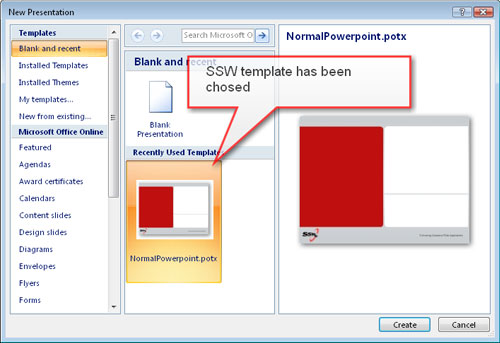 New Presentation
Templates
Blank and recent
Installed Templates
Installed Themes
My templates...
New from existing...
Microsoft Office Online
Featured
Agendas
Award certificates
Calendars
Content slides
Design slides
Diagrams
Envelopes
Flyers
Forms
Search Microsoft O
Blank and recent
SSW template has been
chosed
Blank
Presentation
Recently Used Templat
NormalPowerpoint.potx
NormalPowerpoint.potx
SSW
Create
Cancel